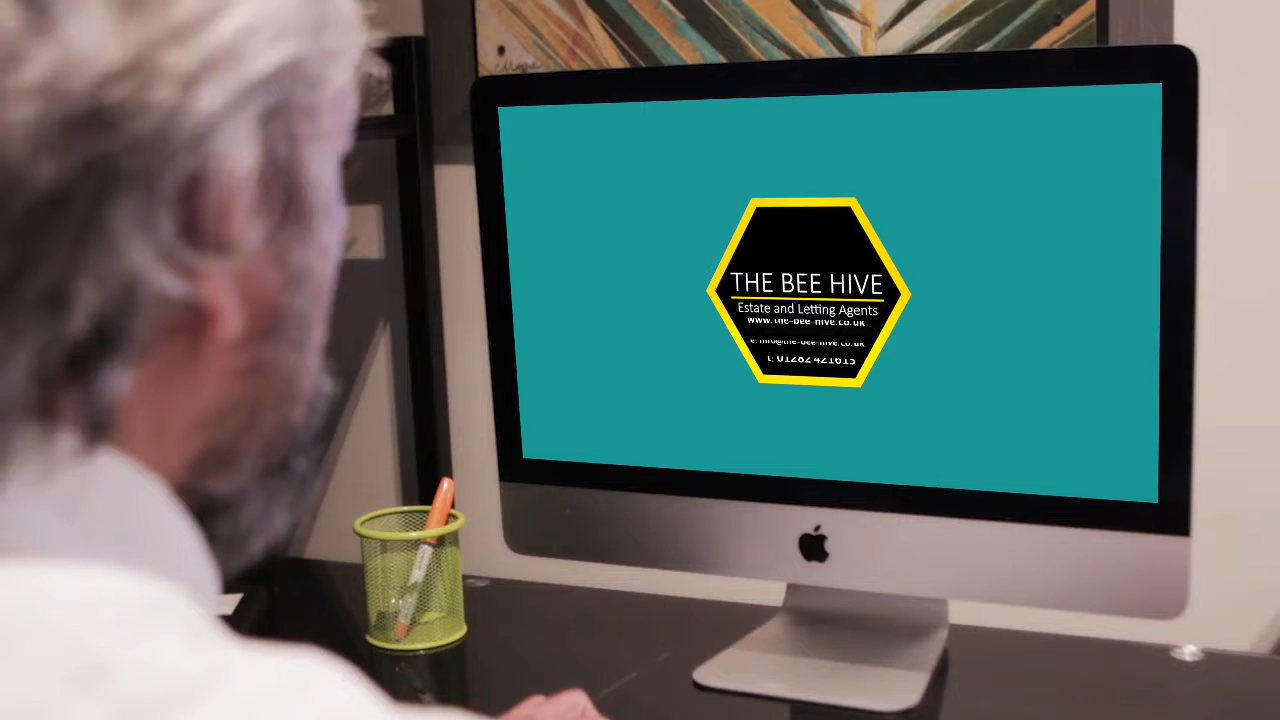 THE BEE HIVE
Estate and Letting Agents
www.the-bee-hive.co.uk
e: info@the-bee-hive.co.uk
t: 01282 421615